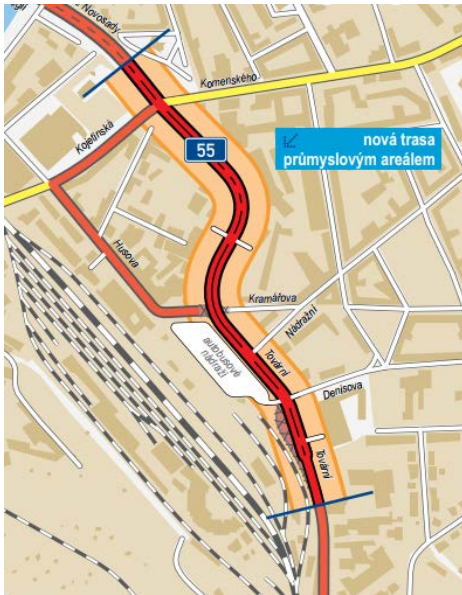 Novosady
Komenského
Kojetínská
55
nová trasa
průmyslovým areálem
Husova
Kramářova
Nádražní
autobusové
nádraží
Tovární
Denisova
Tovární